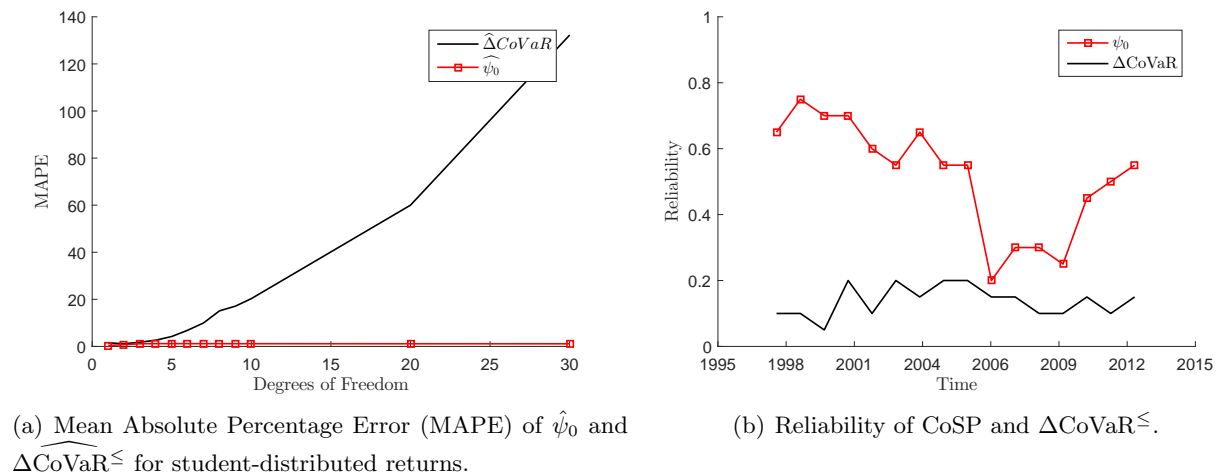 140
120
100
80
60
40
20
0
MAPE
0 5 10 15 20 25 30
Degrees of Freedom
Δ̂CoVaR
ψ̂₀
1
0.8
0.6
0.4
0.2
0
Reliability
1995 1998 2001 2004 2006 2009 2012 2015
Time
ψ₀
ΔCoVaR
(a) Mean Absolute Percentage Error (MAPE) of ψ̂₀ and
Δ\widehat{CoVaR}^≤ for student-distributed returns.
(b) Reliability of CoSP and ΔCoVaR^≤.